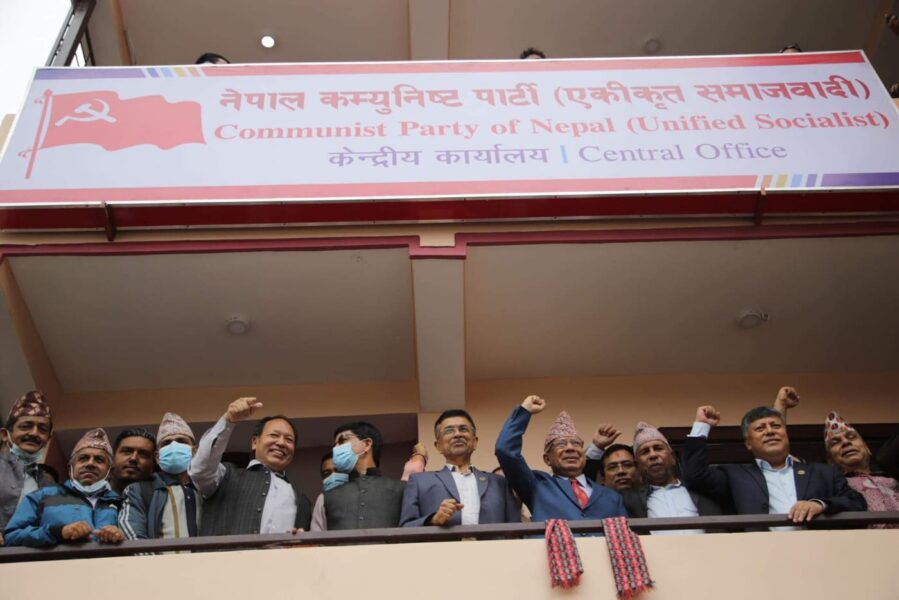 नेपाल कम्युनिष्ट पार्टी (एकीकृत समाजवादी)
Communist Party of Nepal (Unified Socialist)
केन्द्रीय कार्यालय | Central Office